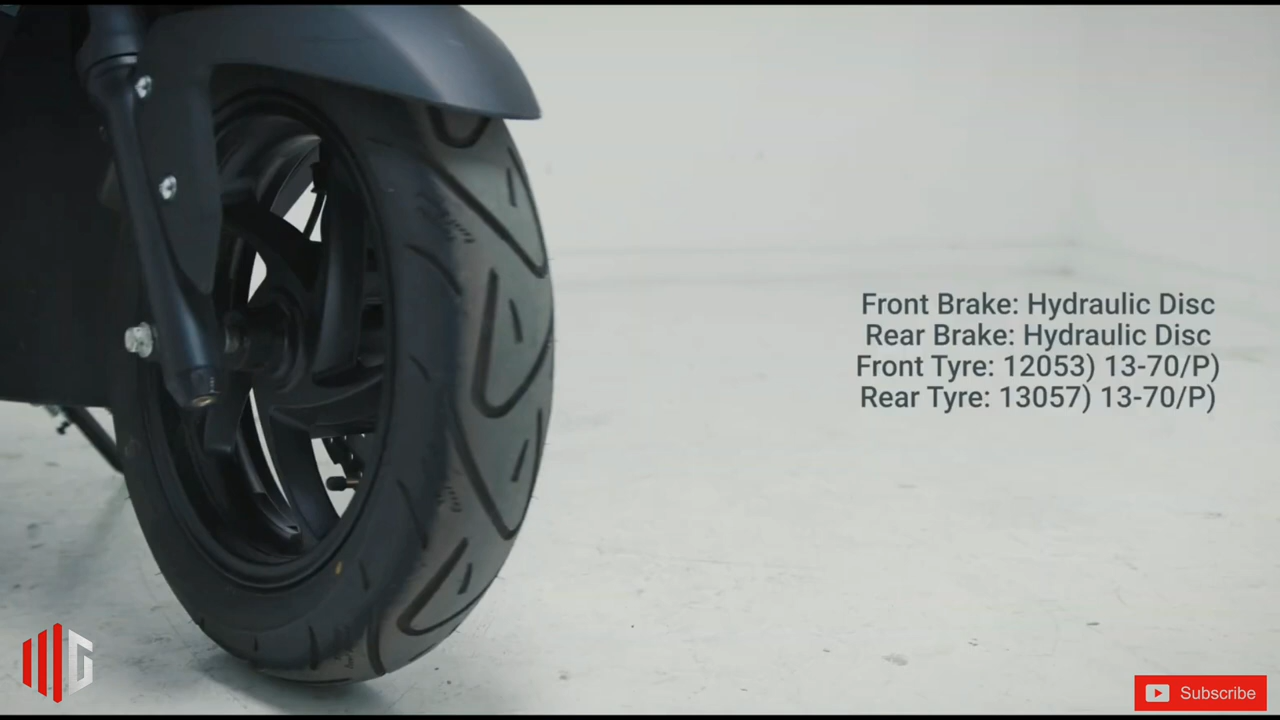 Front Brake: Hydraulic Disc
Rear Brake: Hydraulic Disc
Front Tyre: 12053) 13-70/P)
Rear Tyre: 13057) 13-70/P)
Subscribe